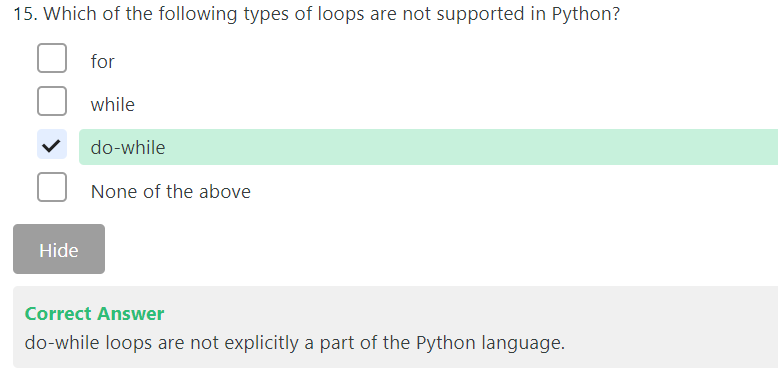 15. Which of the following types of loops are not supported in Python?
for
while
do-while
None of the above
Hide
Correct Answer
do-while loops are not explicitly a part of the Python language.